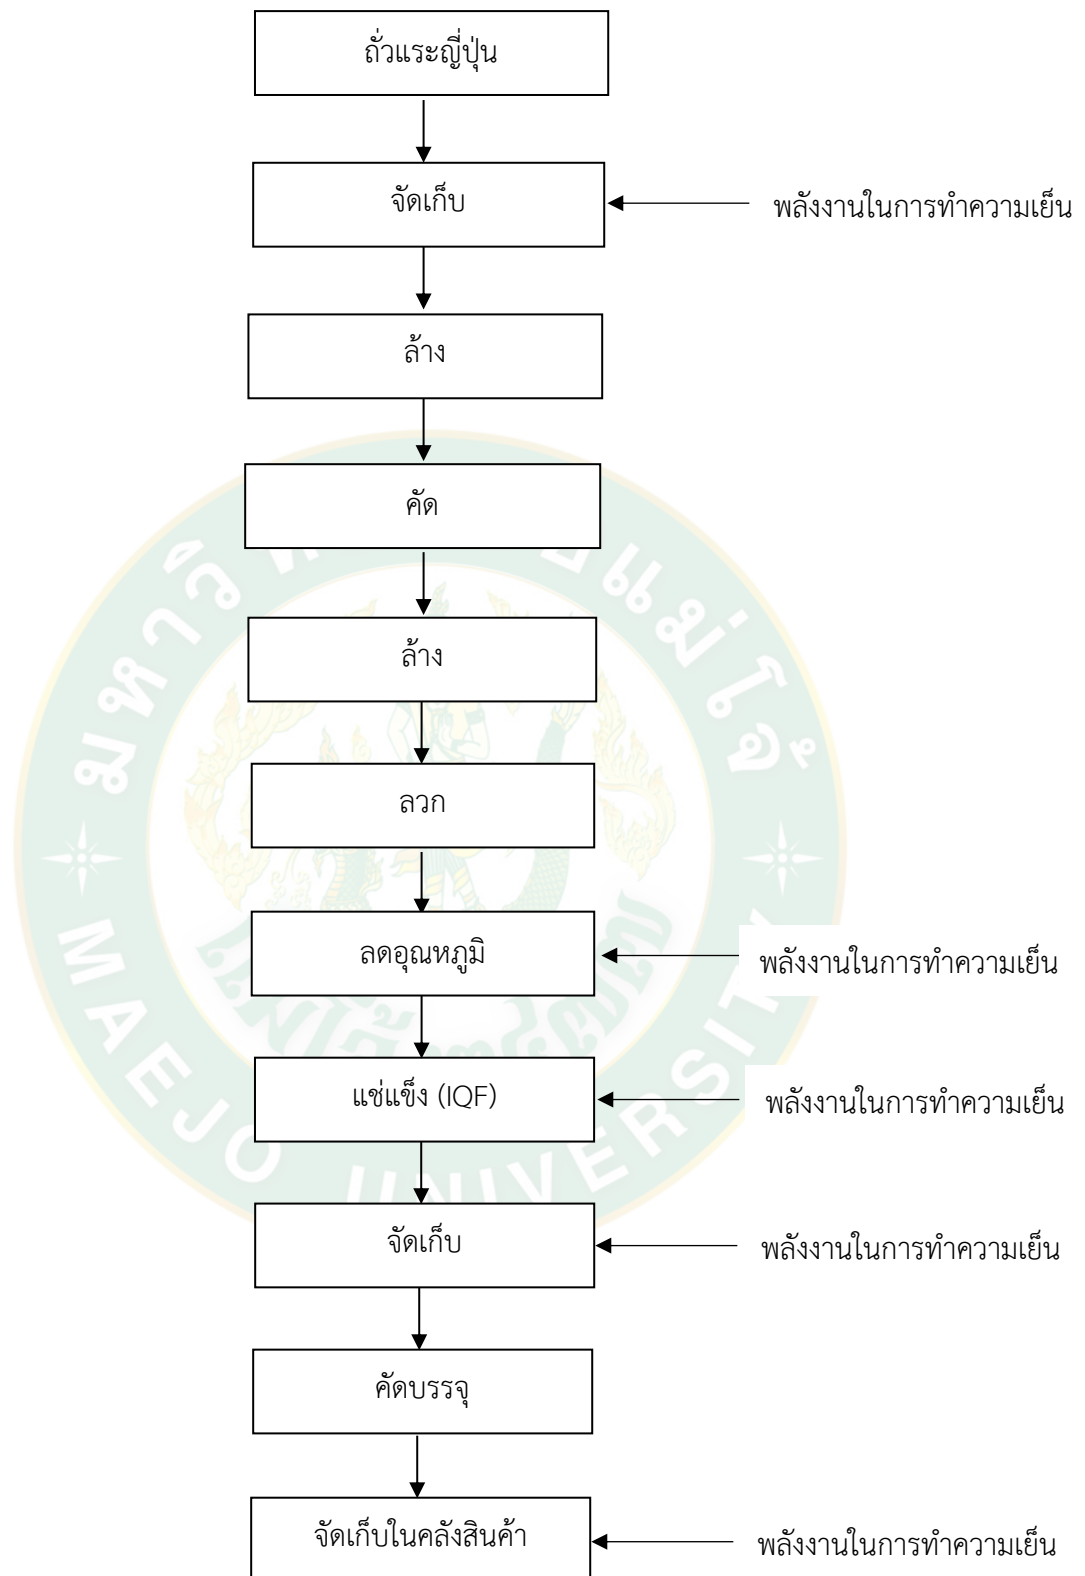 ถั่วแระญี่ปุ่น
จัดเก็บ
พลังงานในการทำความเย็น
ล้าง
คัด
ล้าง
ลวก
ลดอุณหภูมิ
พลังงานในการทำความเย็น
แช่แข็ง (IQF)
พลังงานในการทำความเย็น
จัดเก็บ
พลังงานในการทำความเย็น
คัดบรรจุ
จัดเก็บในคลังสินค้า
พลังงานในการทำความเย็น
MAEJO UNIVERSITY